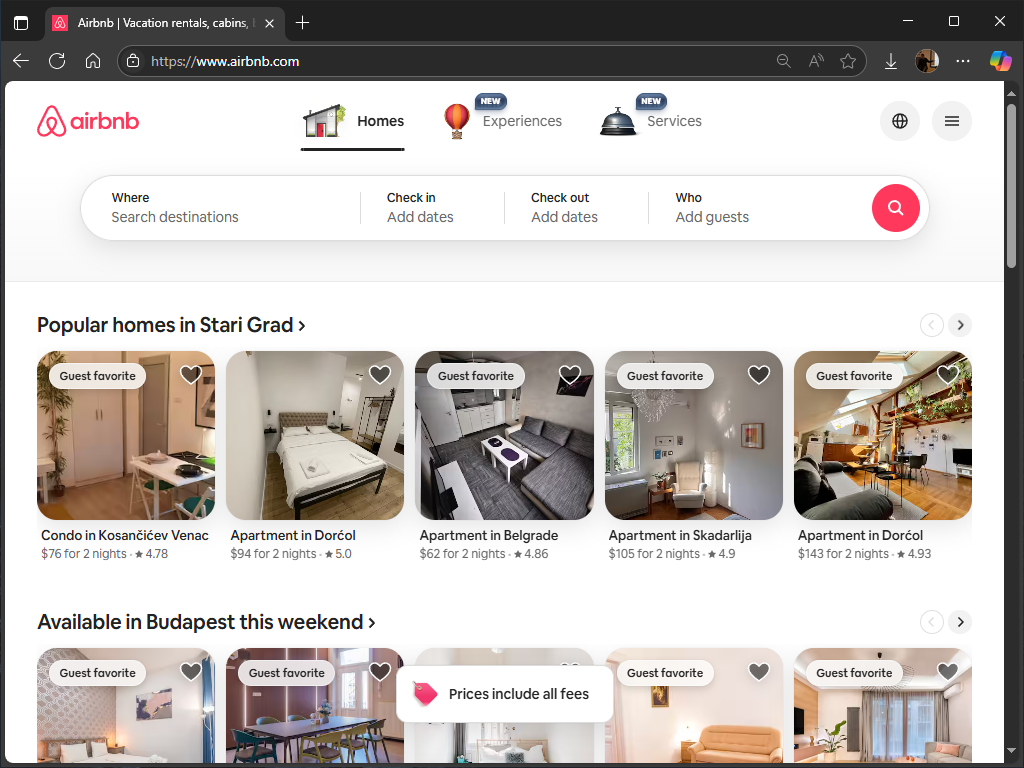 Airbnb | Vacation rentals, cabins,
https://www.airbnb.com
airbnb
Homes
NEW
Experiences
NEW
Services
Where
Search destinations
Check in
Add dates
Check out
Add dates
Who
Add guests
Popular homes in Stari Grad
Guest favorite
Guest favorite
Guest favorite
Guest favorite
Condo in Kosančićev Venac
$76 for 2 nights · ★ 4.78
Apartment in Dorćol
$94 for 2 nights · ★ 5.0
Apartment in Belgrade
$62 for 2 nights · ★ 4.86
Apartment in Skadarlija
$105 for 2 nights · ★ 4.9
Apartment in Dorćol
$143 for 2 nights · ★ 4.93
Available in Budapest this weekend
Guest favorite
Guest favorite
Guest favorite
Guest favorite
Prices include all fees